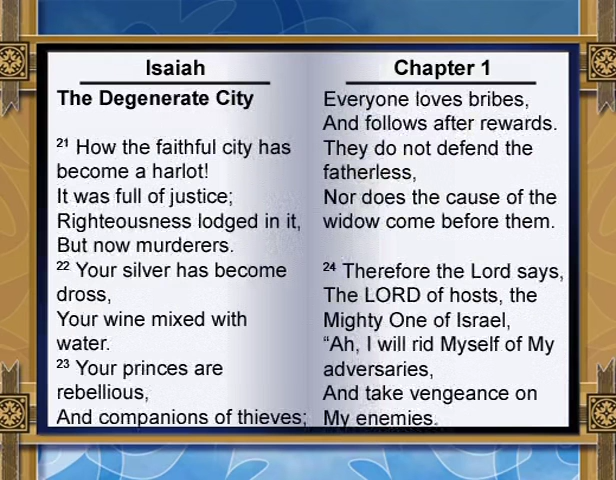 Isaiah
The Degenerate City
21 How the faithful city has
become a harlot!
It was full of justice;
Righteousness lodged in it,
But now murderers.
22 Your silver has become
dross,
Your wine mixed with
water.
23 Your princes are
rebellious,
And companions of thieves;
Chapter 1
Everyone loves bribes,
And follows after rewards.
They do not defend the
fatherless,
Nor does the cause of the
widow come before them.
24 Therefore the Lord says,
The LORD of hosts, the
Mighty One of Israel,
“Ah, I will rid Myself of My
adversaries,
And take vengeance on
My enemies.